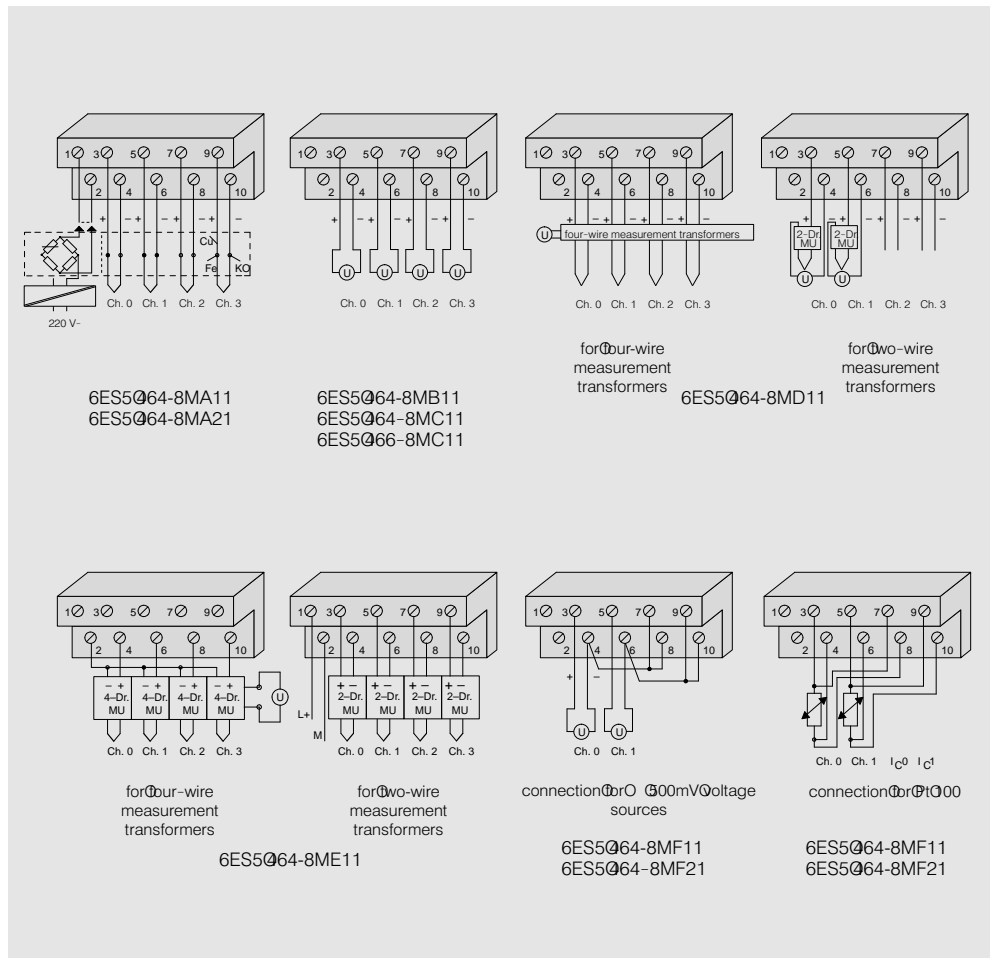 1 3 5 7 9
2 4 6 8 10
+ − + − + − + −
Cu
Fe KO
Ch. 0 Ch. 1 Ch. 2 Ch. 3
220 V~
6ES5 464-8MA11
6ES5 464-8MA21
1 3 5 7 9
2 4 6 8 10
+ − + − + − + −
U U U U
Ch. 0 Ch. 1 Ch. 2 Ch. 3
6ES5 464-8MB11
6ES5 464-8MC11
6ES5 466-8MC11
1 3 5 7 9
2 4 6 8 10
+ − + − + − + −
U four-wire measurement transformers
Ch. 0 Ch. 1 Ch. 2 Ch. 3
for four-wire
measurement
transformers
1 3 5 7 9
2 4 6 8 10
+ − + − + − + −
2-Dr. 2-Dr.
MU MU
U U
Ch. 0 Ch. 1 Ch. 2 Ch. 3
for two-wire
measurement
transformers
6ES5 464-8MD11
1 3 5 7 9
2 4 6 8 10
− + − + − + − +
4-Dr. 4-Dr. 4-Dr. 4-Dr.
MU MU MU MU
U
Ch. 0 Ch. 1 Ch. 2 Ch. 3
for four-wire
measurement
transformers
1 3 5 7 9
2 4 6 8 10
+ − + − + − + −
2-Dr. 2-Dr. 2-Dr. 2-Dr.
MU MU MU MU
L+
M
Ch. 0 Ch. 1 Ch. 2 Ch. 3
for two-wire
measurement
transformers
6ES5 464-8ME11
1 3 5 7 9
2 4 6 8 10
+ −
U U
Ch. 0 Ch. 1
connection for 500mV voltage
sources
6ES5 464-8MF11
6ES5 464-8MF21
1 3 5 7 9
2 4 6 8 10
Ch. 0 Ch. 1 IC0 IC1
connection for Pt 100
6ES5 464-8MF11
6ES5 464-8MF21